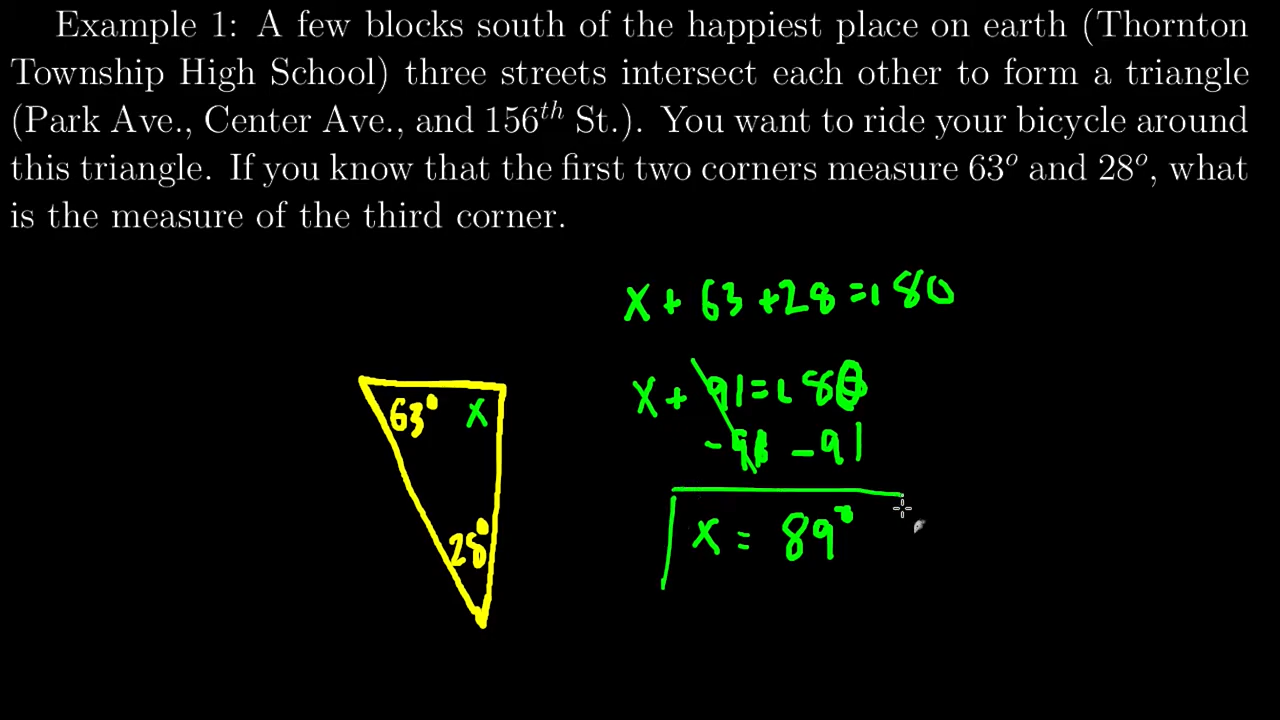 Example 1: A few blocks south of the happiest place on earth (Thornton
Township High School) three streets intersect each other to form a triangle
(Park Ave., Center Ave., and 156th St.). You want to ride your bicycle around
this triangle. If you know that the first two corners measure 63° and 28°, what
is the measure of the third corner.
x + 63 + 28 = 180
x + 91 = 180
- 91 - 91
x = 89°
63° x
28°